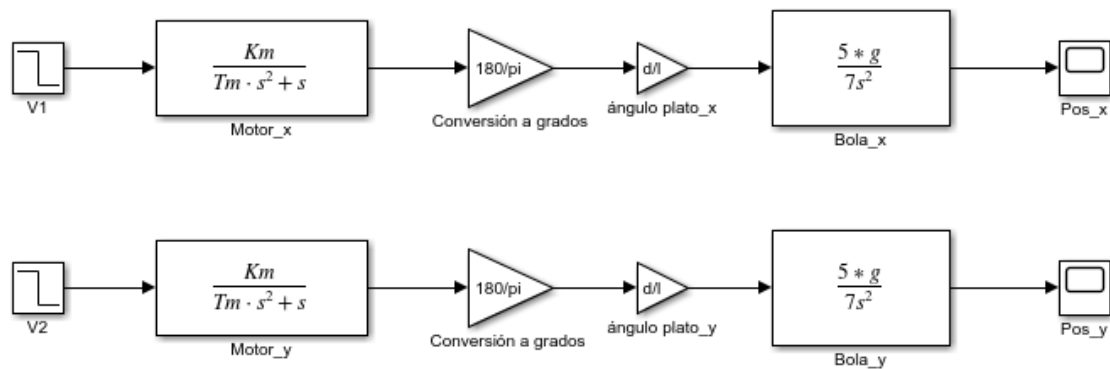 Km
Tm · s² + s
180/pi
d/l
5 * g
7s²
V1
Motor_x
Conversión a grados
ángulo plato_x
Bola_x
Pos_x
Km
Tm · s² + s
180/pi
d/l
5 * g
7s²
V2
Motor_y
Conversión a grados
ángulo plato_y
Bola_y
Pos_y